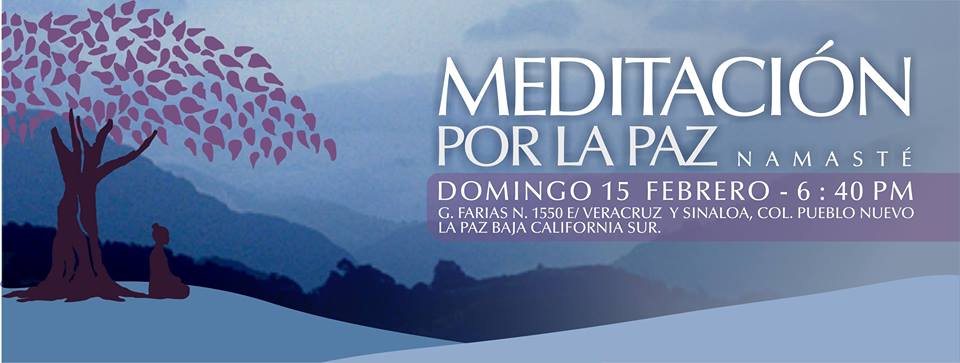 MEDITACIÓN
POR LA PAZ NAMASTÉ
DOMINGO 15 FEBRERO - 6 : 40 PM
G. FARIAS N. 1550 E/ VERACRUZ Y SINALOA, COL. PUEBLO NUEVO
LA PAZ BAJA CALIFORNIA SUR.